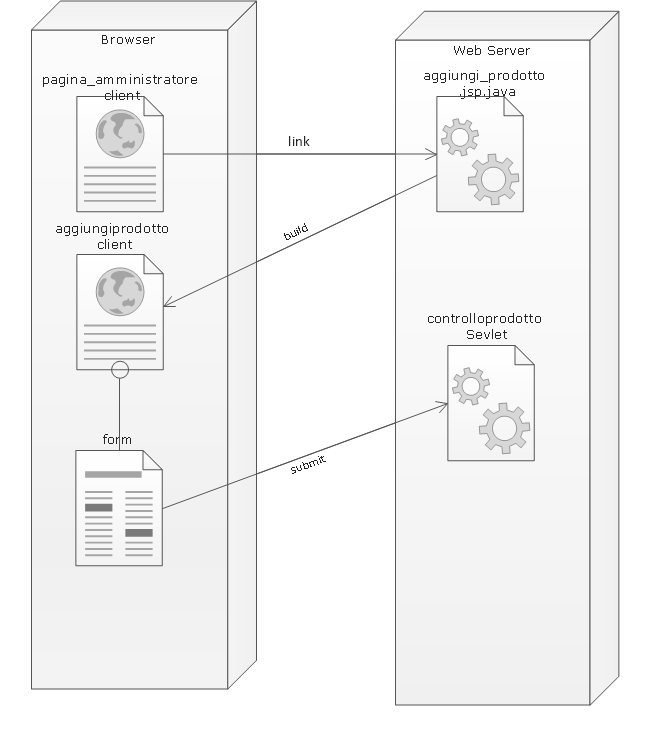 Browser
pagina_amministratore
client
link
aggiungiprodotto
client
build
form
submit
Web Server
aggiungi_prodotto
.jsp.java
controlloprodotto
Sevlet